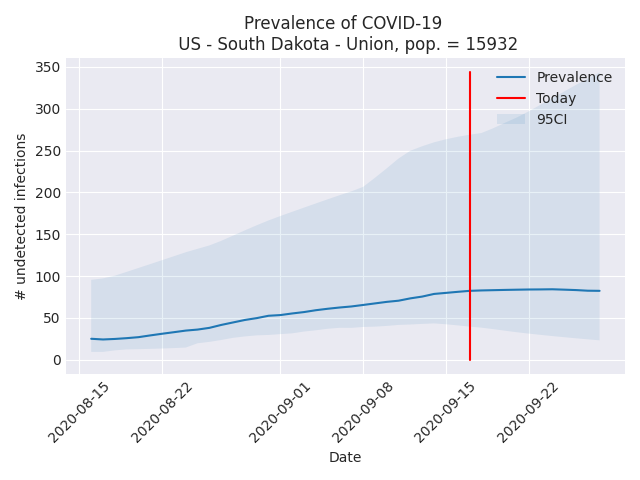 Prevalence of COVID-19
US - South Dakota - Union, pop. = 15932
350
300
250
200
150
100
50
0
# undetected infections
Prevalence
Today
95CI
2020-08-15
2020-08-22
2020-09-01
2020-09-08
2020-09-15
2020-09-22
Date